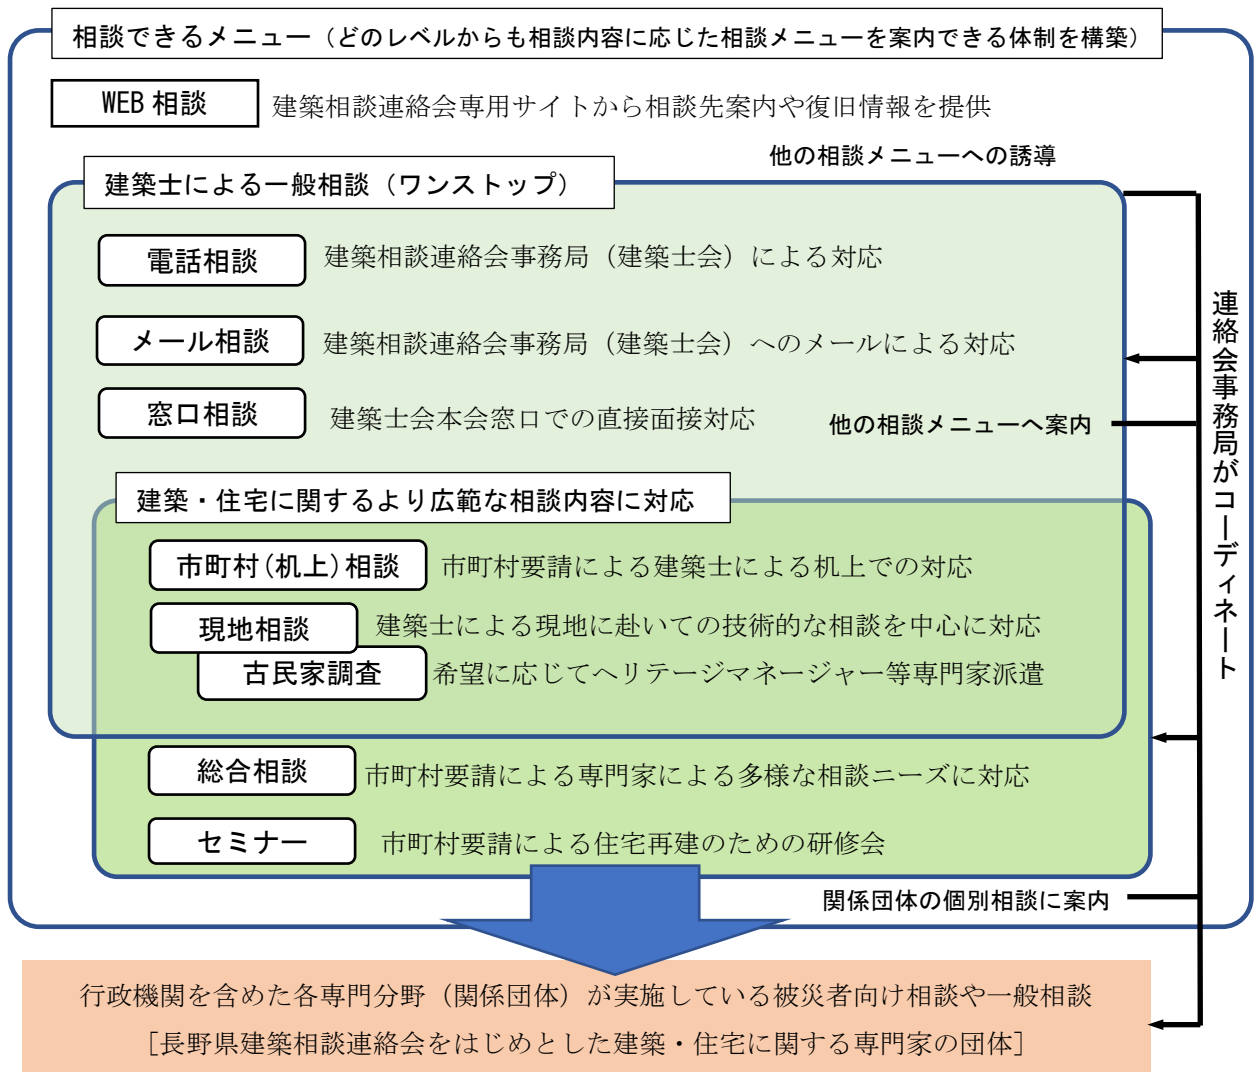 相談できるメニュー（どのレベルからも相談内容に応じた相談メニューを案内できる体制を構築）
WEB 相談
建築相談連絡会専用サイトから相談先案内や復旧情報を提供
他の相談メニューへの誘導
建築士による一般相談（ワンストップ）
電話相談
建築相談連絡会事務局（建築士会）による対応
メール相談
建築相談連絡会事務局（建築士会）へのメールによる対応
窓口相談
建築士会本会窓口での直接面接対応
他の相談メニューへ案内
連絡会事務局がコーディネート
建築・住宅に関するより広範な相談内容に対応
市町村(机上)相談
市町村要請による建築士による机上での対応
現地相談
建築士による現地に赴いての技術的な相談を中心に対応
古民家調査
希望に応じてヘリテージマネージャー等専門家派遣
総合相談
市町村要請による専門家による多様な相談ニーズに対応
セミナー
市町村要請による住宅再建のための研修会
関係団体の個別相談に案内
行政機関を含めた各専門分野（関係団体）が実施している被災者向け相談や一般相談
［長野県建築相談連絡会をはじめとした建築・住宅に関する専門家の団体］